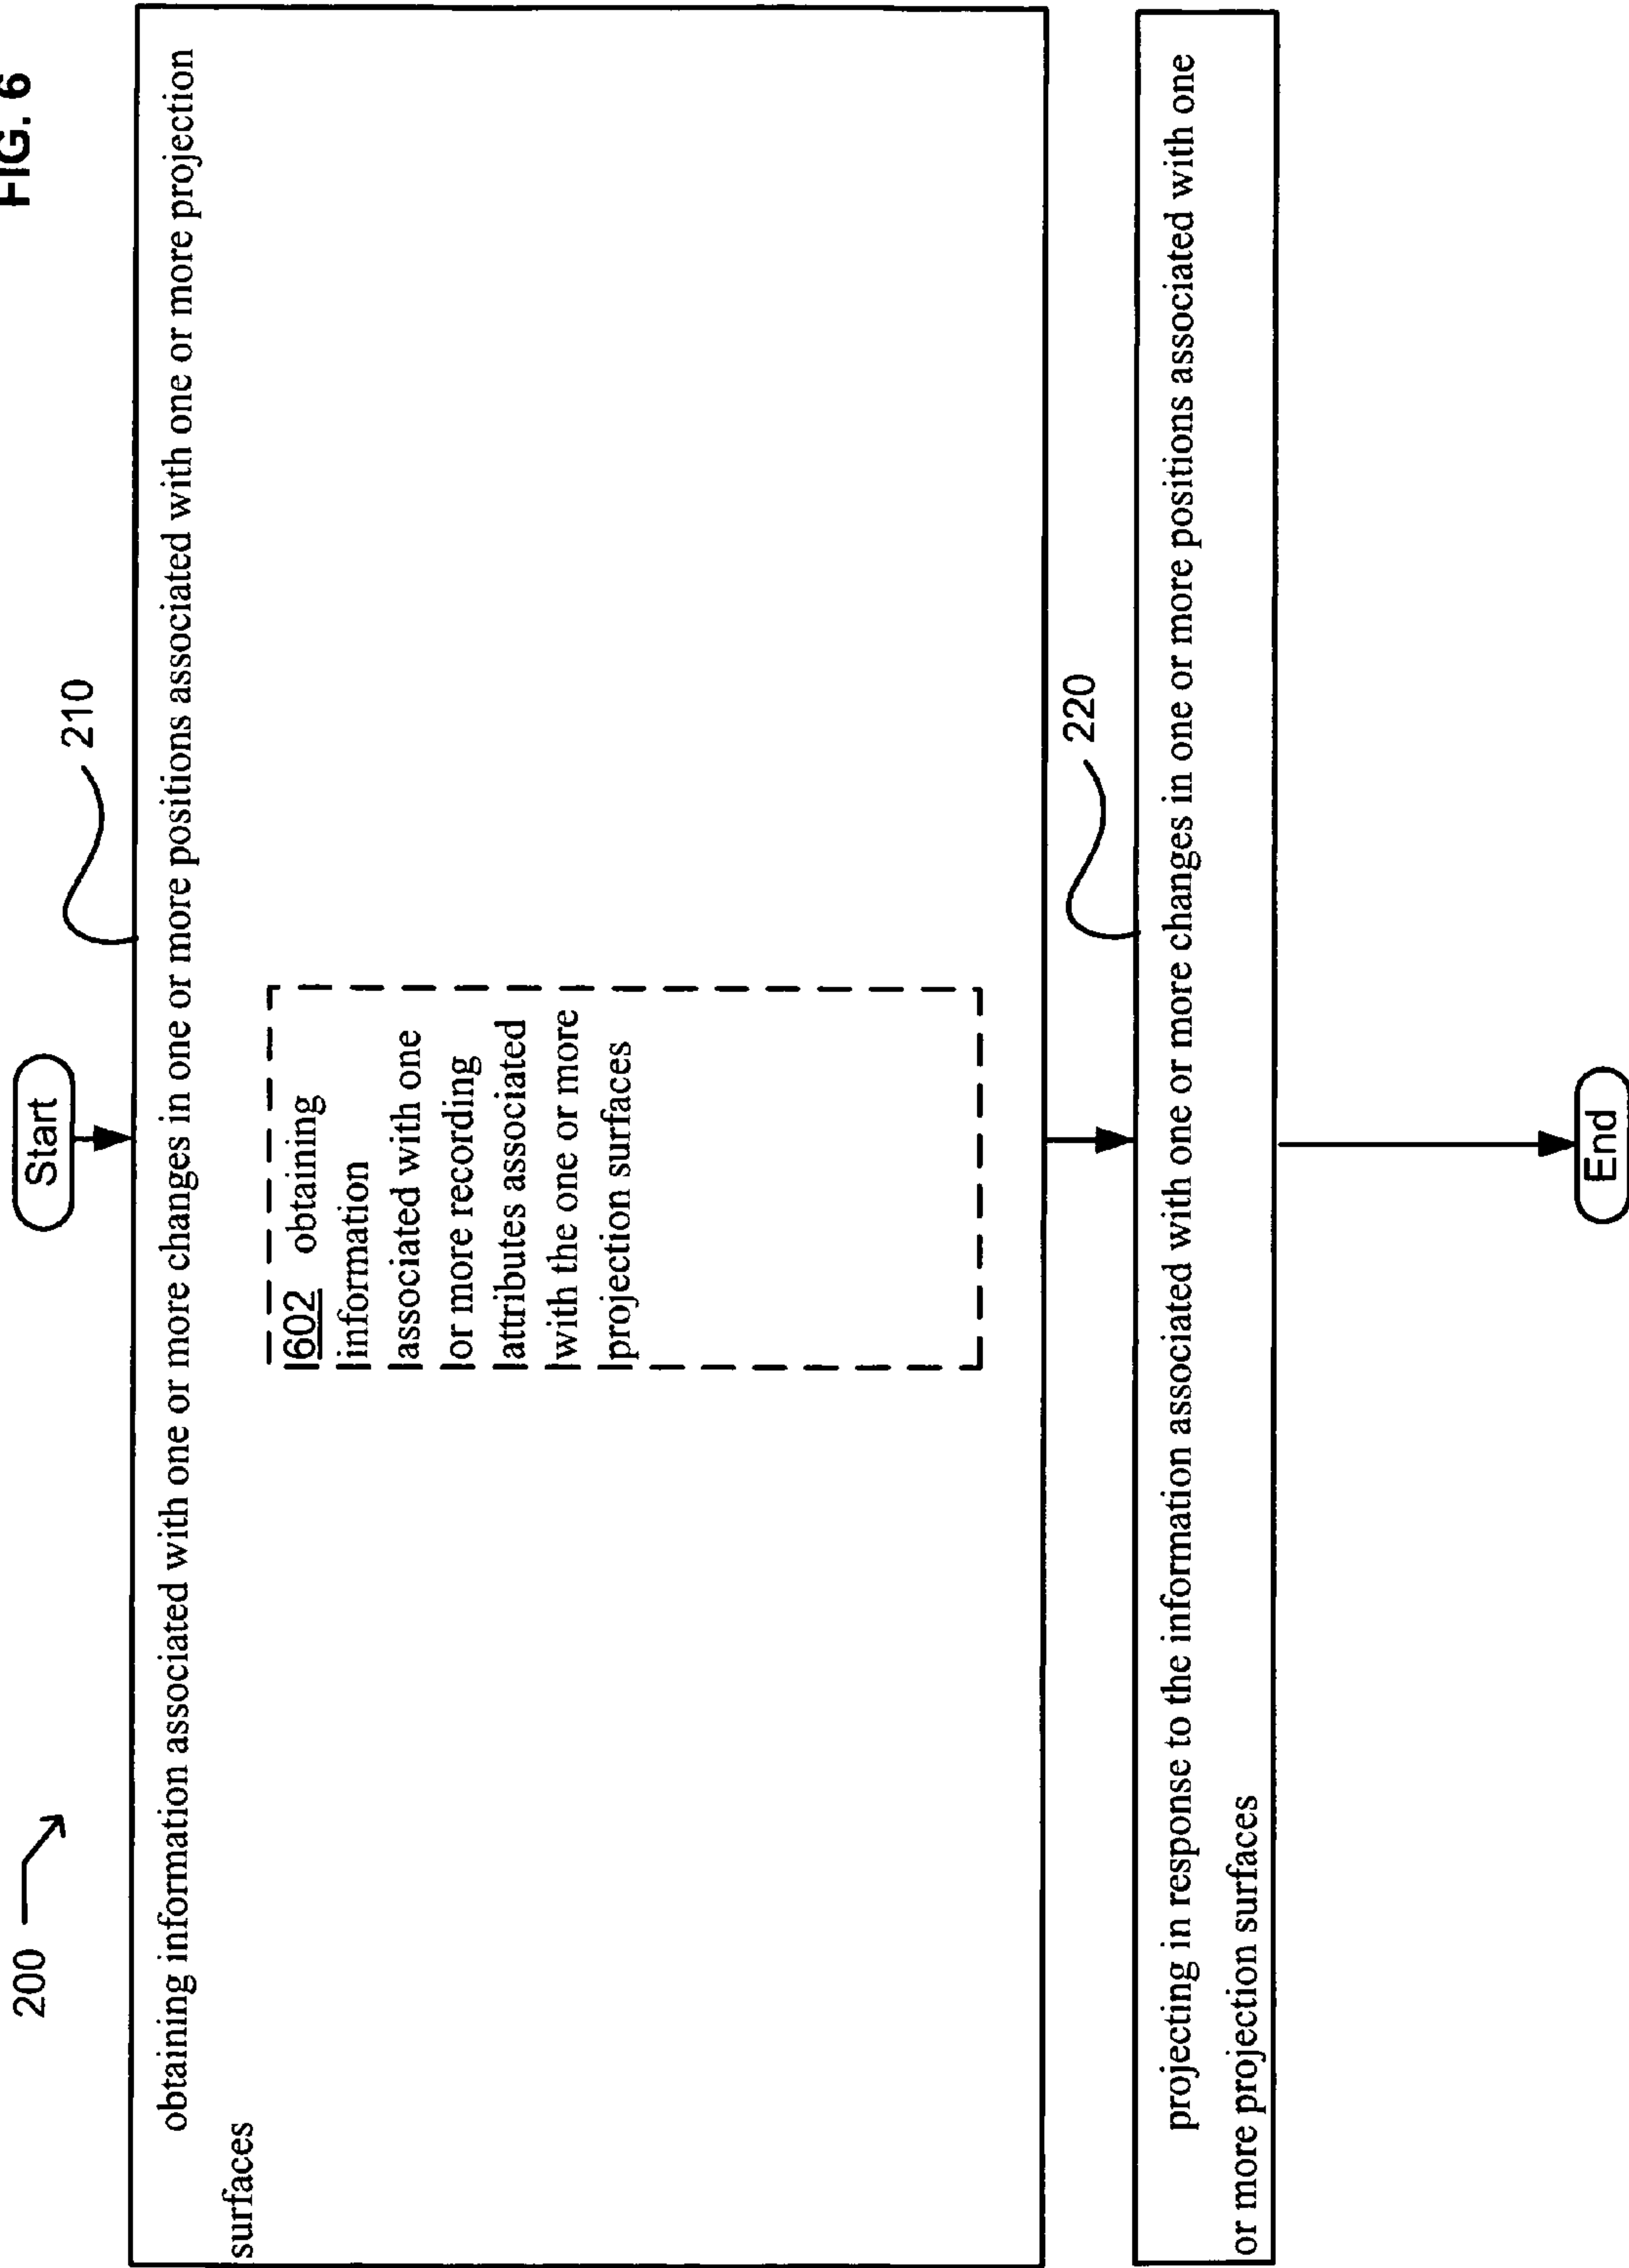 FIG. 6
200
Start
210
obtaining information associated with one or more changes in one or more positions associated with one or more projection
surfaces
602 obtaining
information
associated with one
or more recording
attributes associated
with the one or more
projection surfaces
220
projecting in response to the information associated with one or more changes in one or more positions associated with one
or more projection surfaces
End